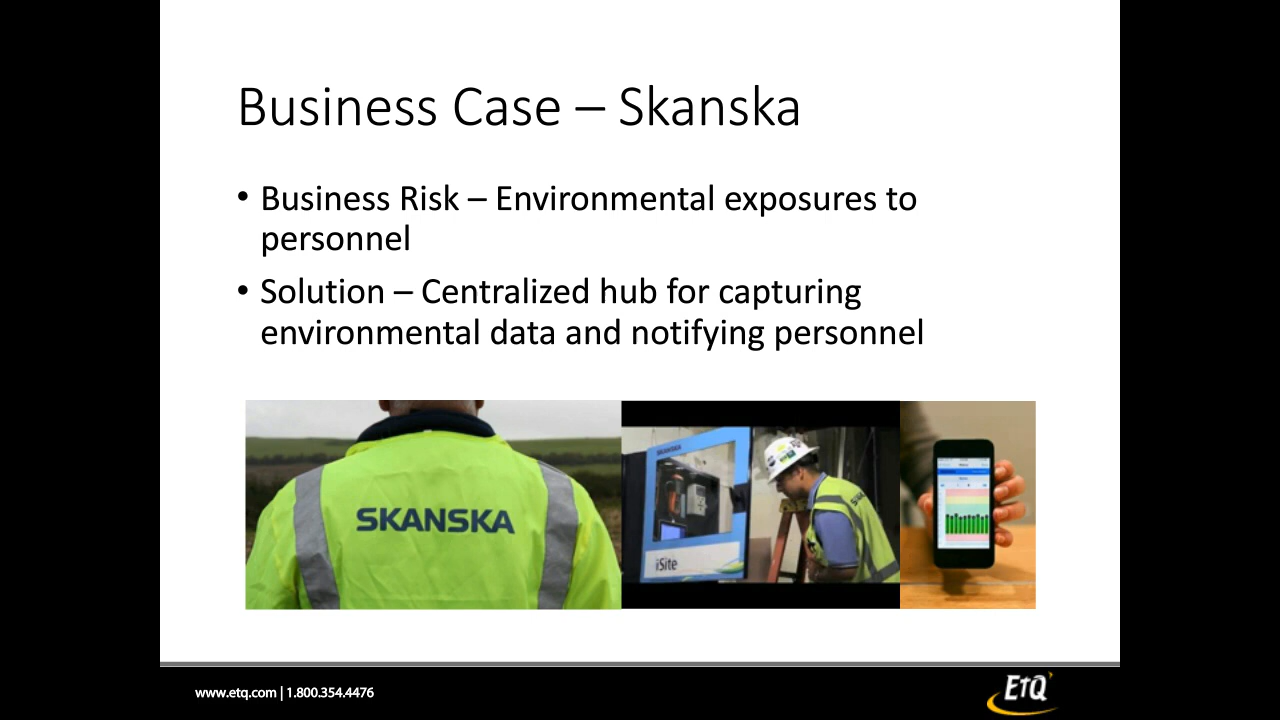 Business Case – Skanska
• Business Risk – Environmental exposures to
personnel
• Solution – Centralized hub for capturing
environmental data and notifying personnel
SKANSKA
SKANSKA
iSite
www.etq.com | 1.800.354.4476
ETQ